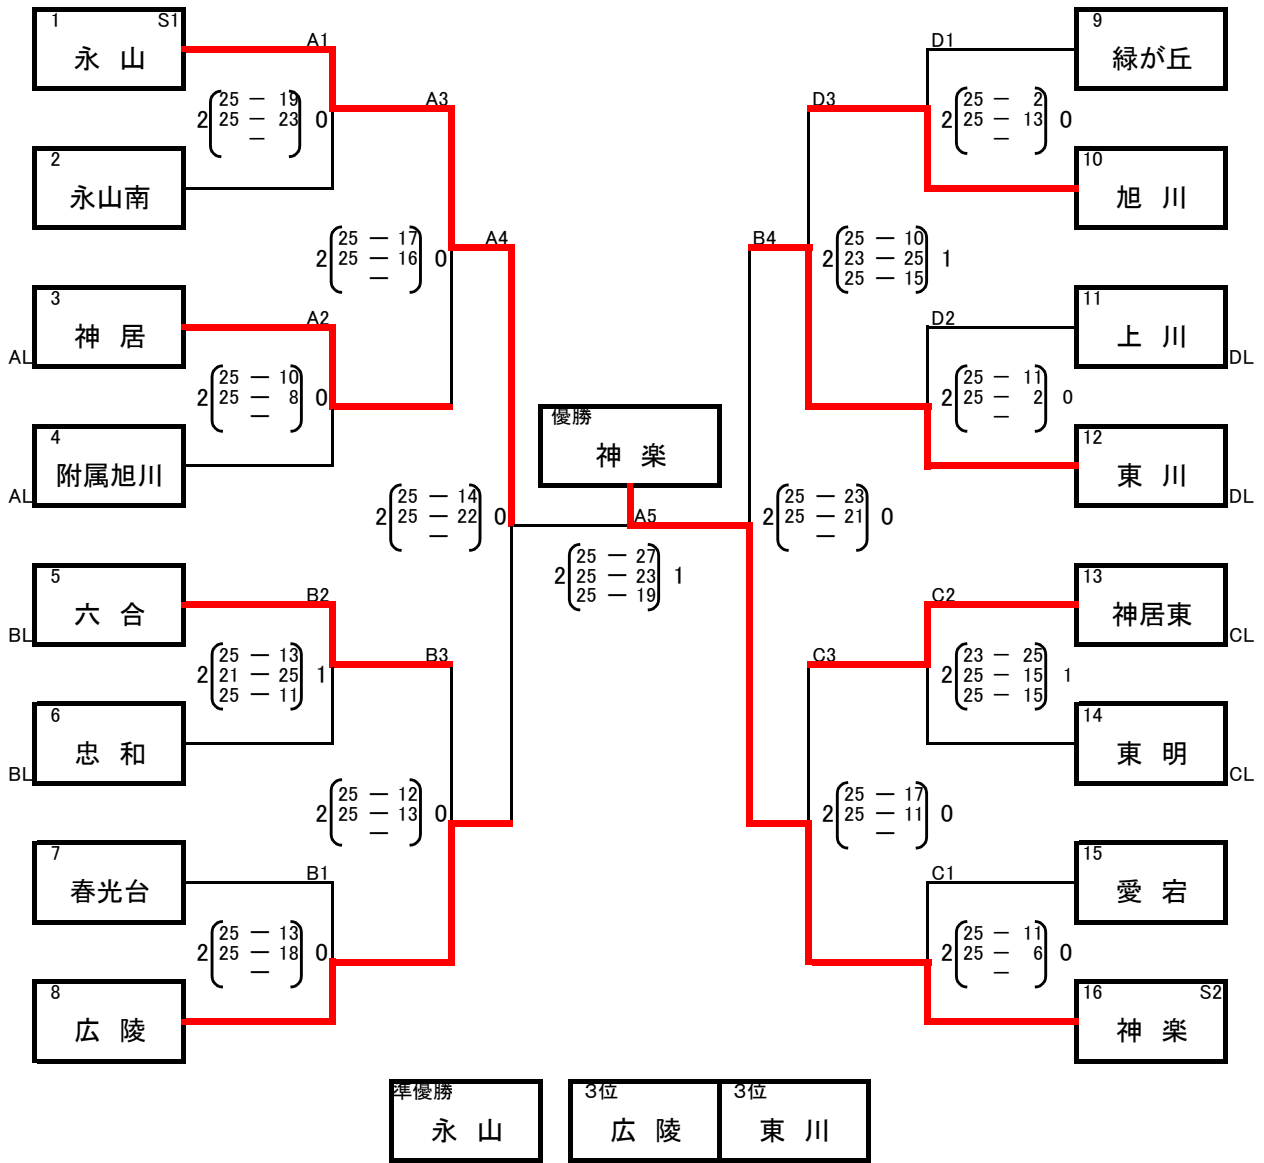 1 S1
永 山
A1
2
25 — 19
25 — 23
—
0
2
永山南
A3
2
25 — 17
25 — 16
—
0
3
神 居
AL
A2
2
25 — 10
25 — 8
—
0
4
附属旭川
AL
A4
2
25 — 14
25 — 22
—
0
5
六 合
BL
B2
2
25 — 13
21 — 25
25 — 11
1
6
忠 和
BL
B3
2
25 — 12
25 — 13
—
0
7
春光台
B1
2
25 — 13
25 — 18
—
0
8
広 陵
優勝
神 楽
A5
2
25 — 27
25 — 23
25 — 19
1
9
緑が丘
D1
2
25 — 2
25 — 13
—
0
10
旭 川
D3
B4
2
25 — 10
23 — 25
25 — 15
1
11
上 川
DL
D2
2
25 — 11
25 — 2
—
0
12
東 川
DL
2
25 — 23
25 — 21
—
0
13
神居東
CL
C2
2
23 — 25
25 — 15
25 — 15
1
14
東 明
CL
C3
2
25 — 17
25 — 11
—
0
15
愛 宕
C1
2
25 — 11
25 — 6
—
0
16 S2
神 楽
準優勝
永 山
3位
広 陵
3位
東 川